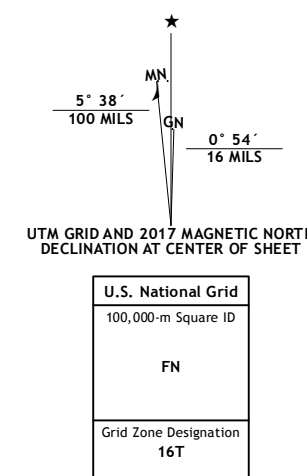 ★
MN
5° 38´
100 MILS
GN
0° 54´
16 MILS
UTM GRID AND 2017 MAGNETIC NORTH
DECLINATION AT CENTER OF SHEET
U.S. National Grid
100,000-m Square ID
FN
Grid Zone Designation
16T